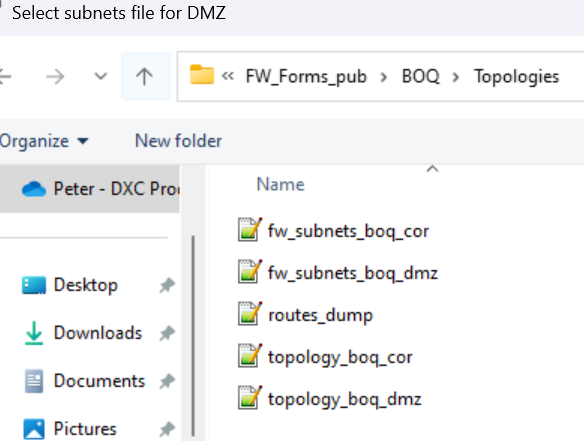 Select subnets file for DMZ
« FW_Forms_pub › BOQ › Topologies
Organize New folder
Name
Peter - DXC Pro
fw_subnets_boq_cor
fw_subnets_boq_dmz
routes_dump
topology_boq_cor
topology_boq_dmz
Desktop
Downloads
Documents
Pictures